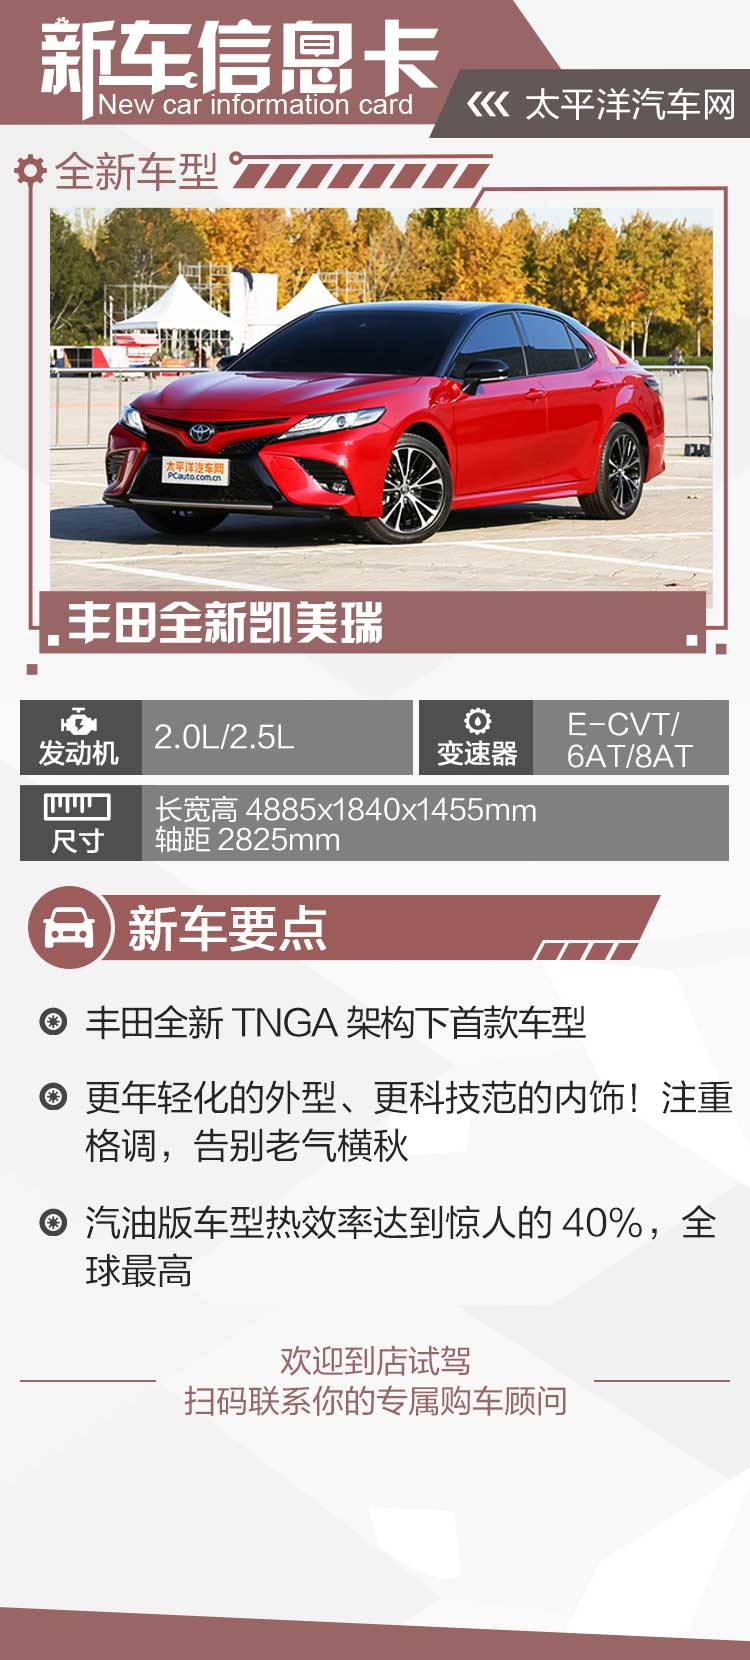 新车信息卡
New car information card
太平洋汽车网
全新车型
太平洋汽车网
PCauto.com.cn
丰田全新凯美瑞
发动机
2.0L/2.5L
变速器
E-CVT/
6AT/8AT
尺寸
长宽高 4885x1840x1455mm
轴距 2825mm
新车要点
丰田全新 TNGA 架构下首款车型
更年轻化的外型、更科技范的内饰！注重
格调，告别老气横秋
汽油版车型热效率达到惊人的 40%，全
球最高
欢迎到店试驾
扫码联系你的专属购车顾问